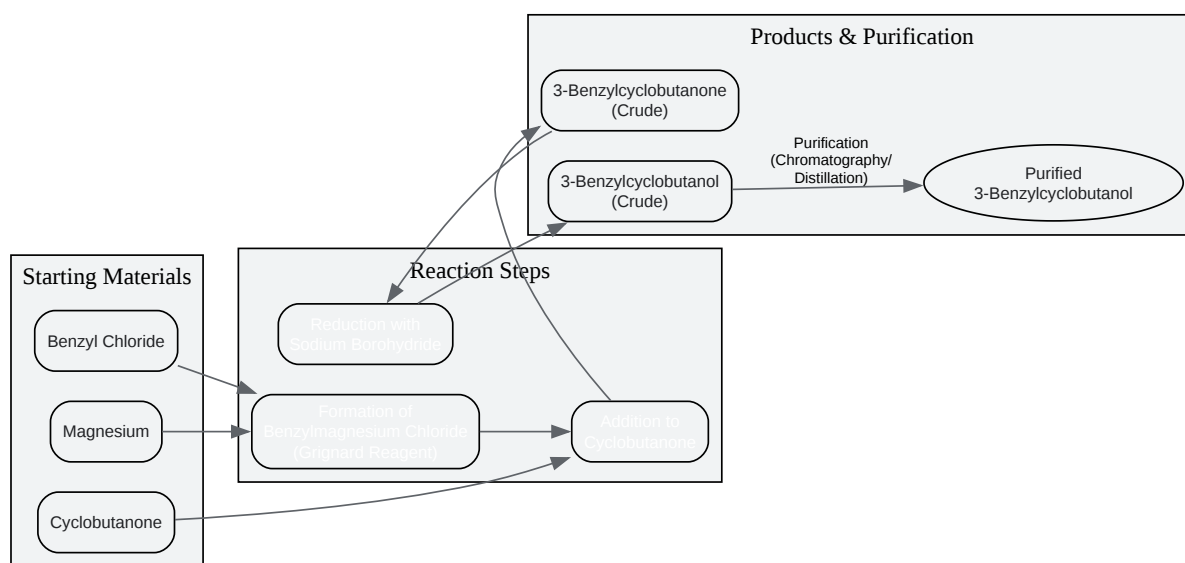 Products & Purification
3-Benzylcyclobutanone
(Crude)
Purification
(Chromatography/
Distillation)
3-Benzylcyclobutanol
(Crude)
Purified
3-Benzylcyclobutanol
Starting Materials
Reaction Steps
Benzyl Chloride
Reduction with
Sodium Borohydride
Magnesium
Formation of
Benzylmagnesium Chloride
(Grignard Reagent)
Addition to
Cyclobutanone
Cyclobutanone